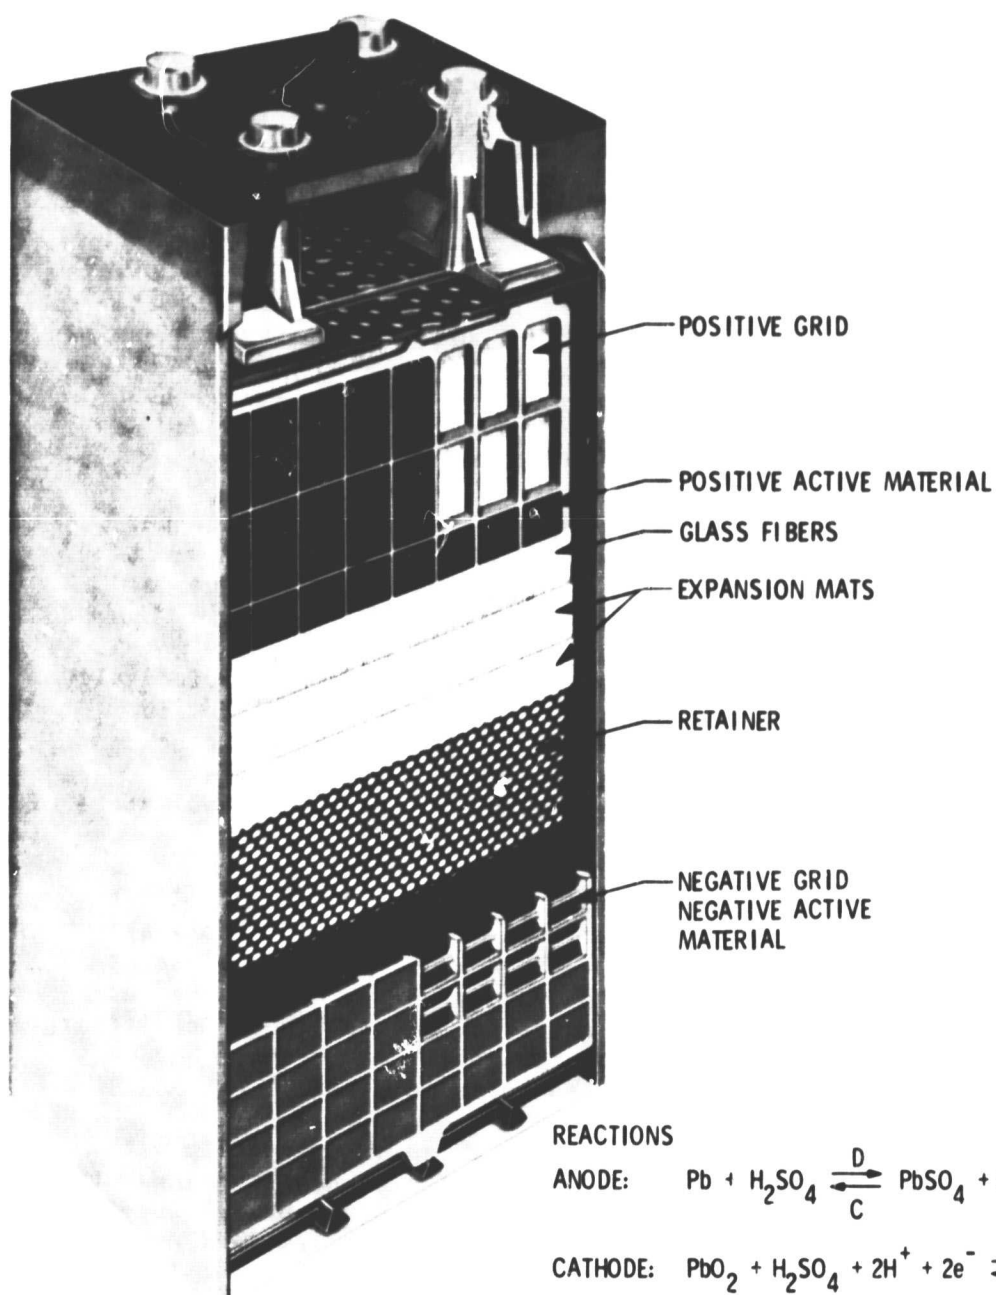 POSITIVE GRID
POSITIVE ACTIVE MATERIAL
GLASS FIBERS
EXPANSION MATS
RETAINER
NEGATIVE GRID
NEGATIVE ACTIVE
MATERIAL
REACTIONS
D
ANODE: Pb + H₂SO₄ ⇌ PbSO₄ +
C
CATHODE: PbO₂ + H₂SO₄ + 2H⁺ + 2e⁻